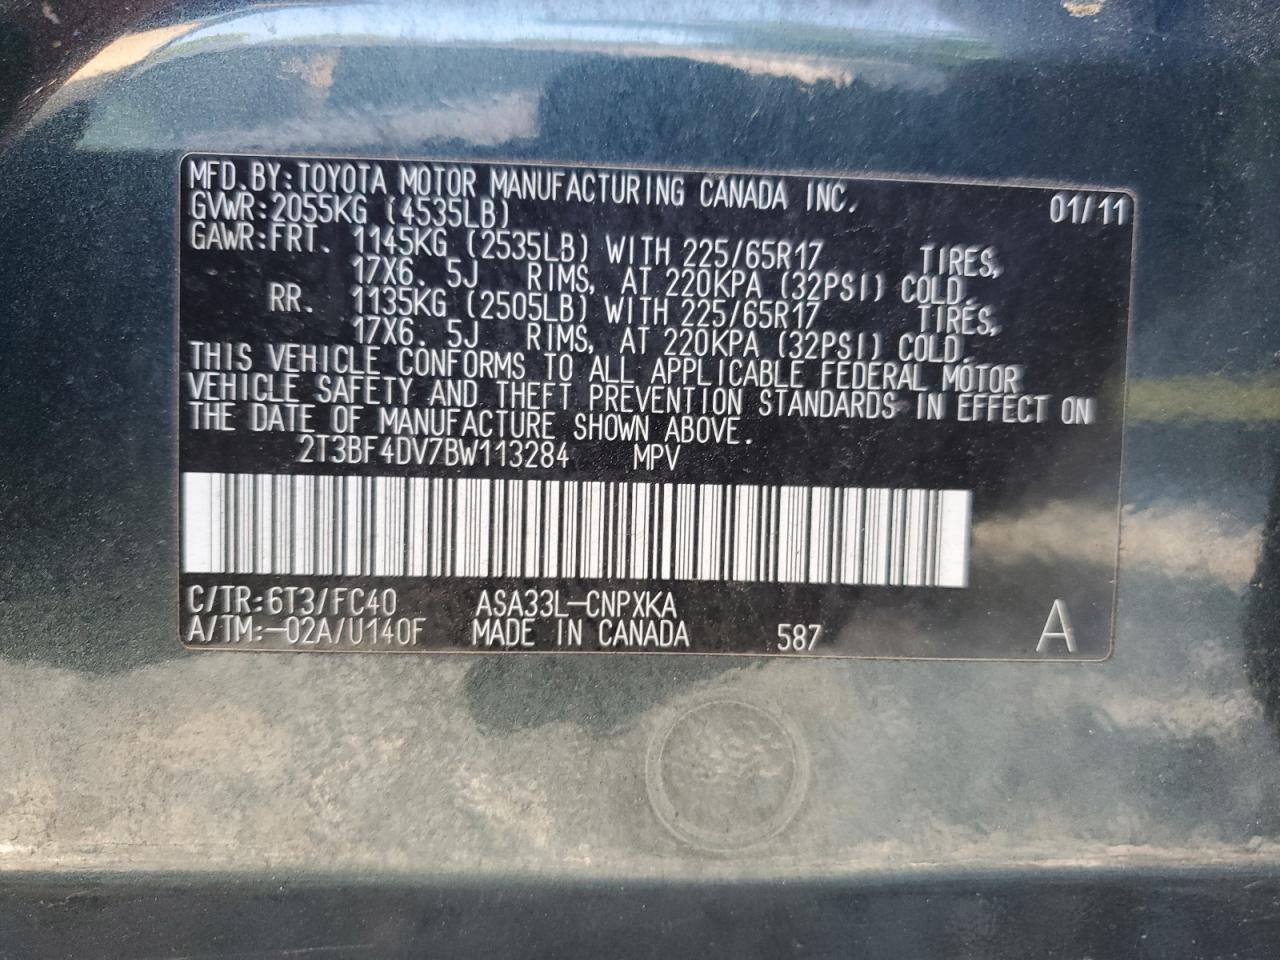 MFD.BY:TOYOTA MOTOR MANUFACTURING CANADA INC. 01/11
GVWR:2055KG (4535LB)
GAWR:FRT. 1145KG (2535LB) WITH 225/65R17 TIRES,
17X6.5J RIMS, AT 220KPA (32PSI) COLD.
RR. 1135KG (2505LB) WITH 225/65R17 TIRES,
17X6.5J RIMS, AT 220KPA (32PSI) COLD.
THIS VEHICLE CONFORMS TO ALL APPLICABLE FEDERAL MOTOR
VEHICLE SAFETY AND THEFT PREVENTION STANDARDS IN EFFECT ON
THE DATE OF MANUFACTURE SHOWN ABOVE.
2T3BF4DV7BW113284 MPV
C/TR:6T3/FC40 ASA33L-CNPXKA
A/TM:-02A/U140F MADE IN CANADA 587 A